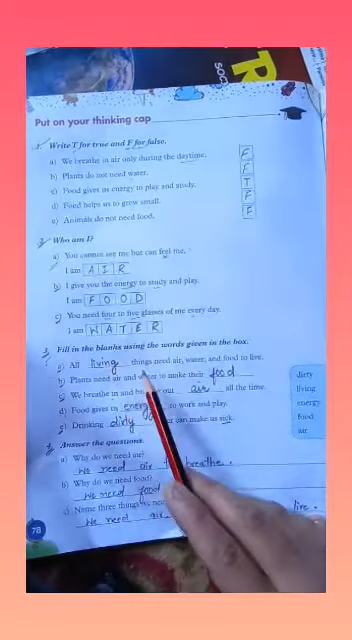 SOCI
R
Put on your thinking cap
1. Write T for true and F for false.
a) We breathe in air only during the daytime. F
b) Plants do not need water. F
c) Food gives us energy to play and study. T
d) Food helps us to grow small. F
e) Animals do not need food. F
2. Who am I?
a) You cannot see me but can feel me.
I am A I R
b) I give you the energy to study and play.
I am F O O D
c) You need four to five glasses of me every day.
I am W A T E R
3. Fill in the blanks using the words given in the box.
a) All living things need air, water, and food to live.
b) Plants need air and water to make their food
c) We breathe in and out air all the time.
d) Food gives us energy to work and play.
e) Drinking dirty can make us sick.
dirty
living
energy
food
air
4. Answer the questions.
a) Why do we need air?
We need air to breathe.
b) Why do we need food?
We need food
c) Name three things we need
We need air live.
78